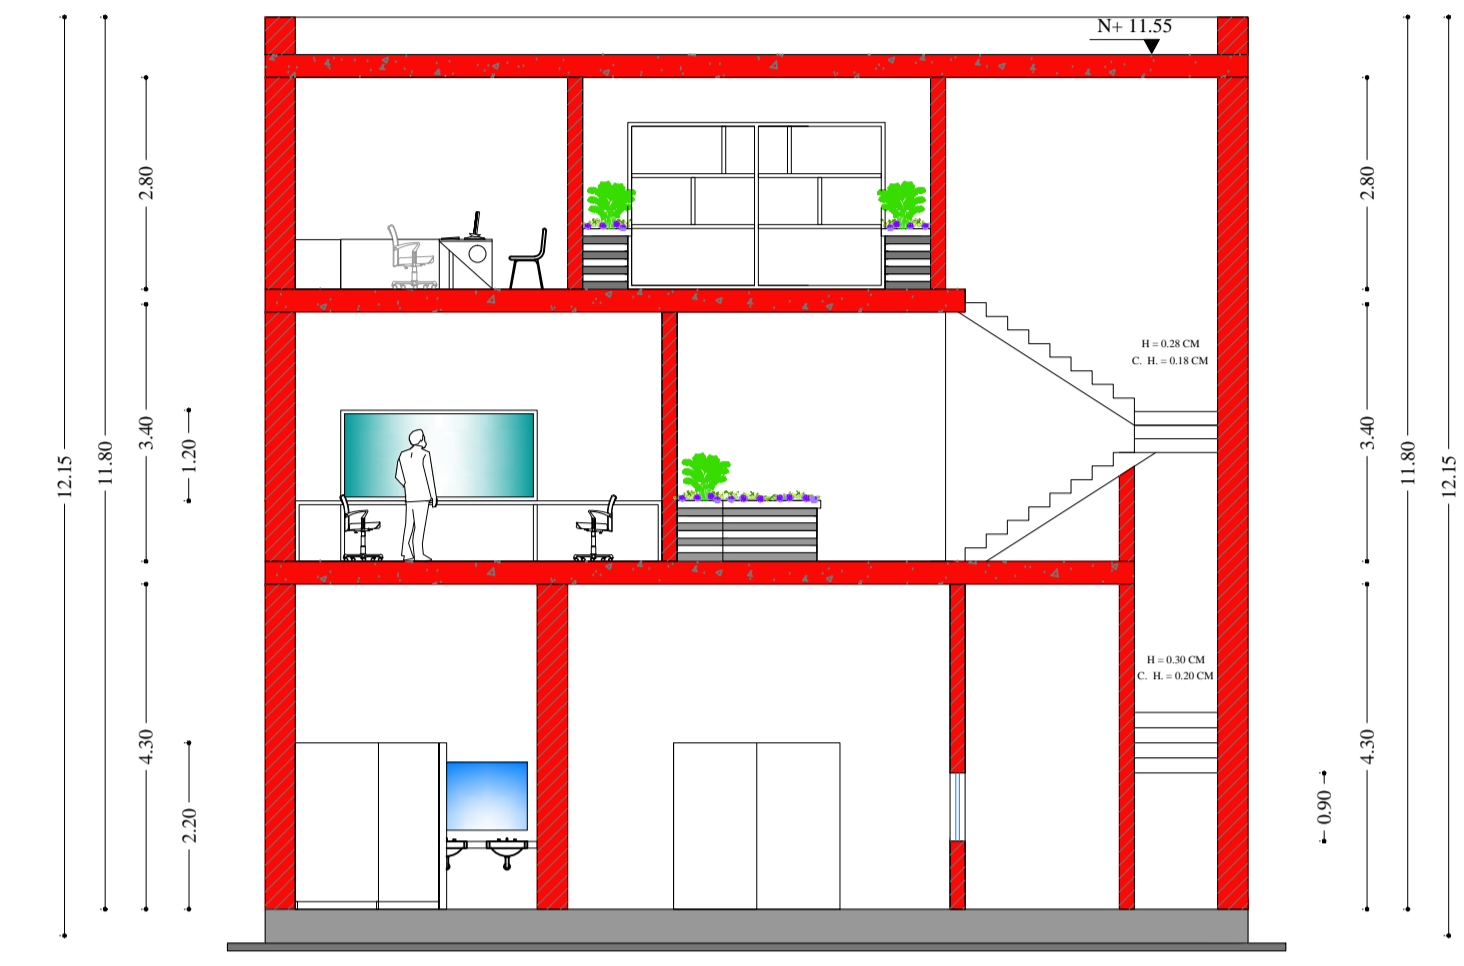 N+ 11.55
2.80
2.80
H = 0.28 CM
C. H. = 0.18 CM
3.40
1.20
3.40
12.15
11.80
11.80
12.15
H = 0.30 CM
C. H. = 0.20 CM
4.30
4.30
2.20
0.90